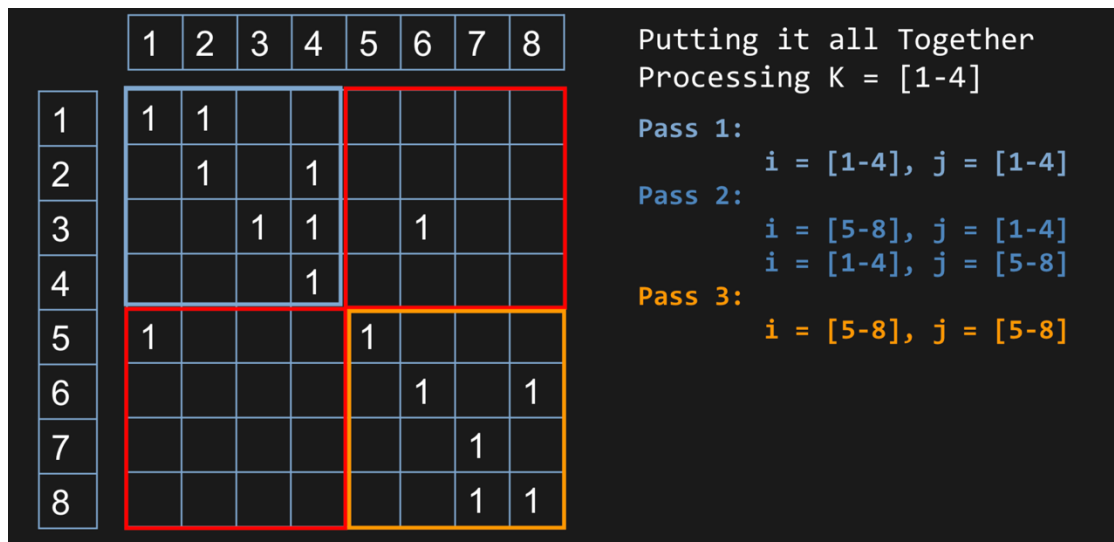 1 2 3 4 5 6 7 8
1 1 1
2 1 1
3 1 1 1
4 1
5 1 1
6 1 1
7 1
8 1 1
Putting it all Together
Processing K = [1-4]
Pass 1:
i = [1-4], j = [1-4]
Pass 2:
i = [5-8], j = [1-4]
i = [1-4], j = [5-8]
Pass 3:
i = [5-8], j = [5-8]